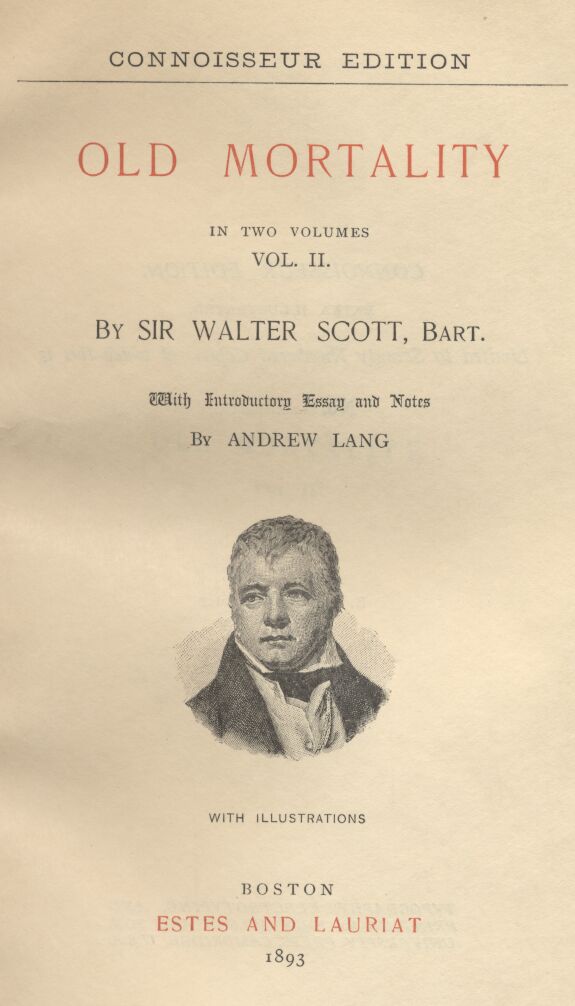 CONNOISSEUR EDITION
OLD MORTALITY
IN TWO VOLUMES
VOL. II.
By SIR WALTER SCOTT, Bart.
With Introductory Essay and Notes
By ANDREW LANG
WITH ILLUSTRATIONS
BOSTON
ESTES AND LAURIAT
1893